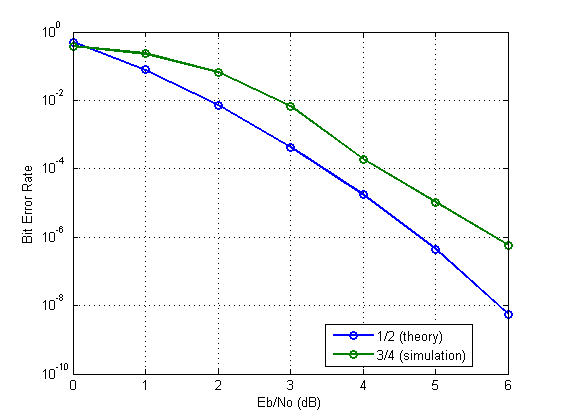 10^0
10^-2
10^-4
10^-6
10^-8
10^-10
Bit Error Rate
1/2 (theory)
3/4 (simulation)
0 1 2 3 4 5 6
Eb/No (dB)